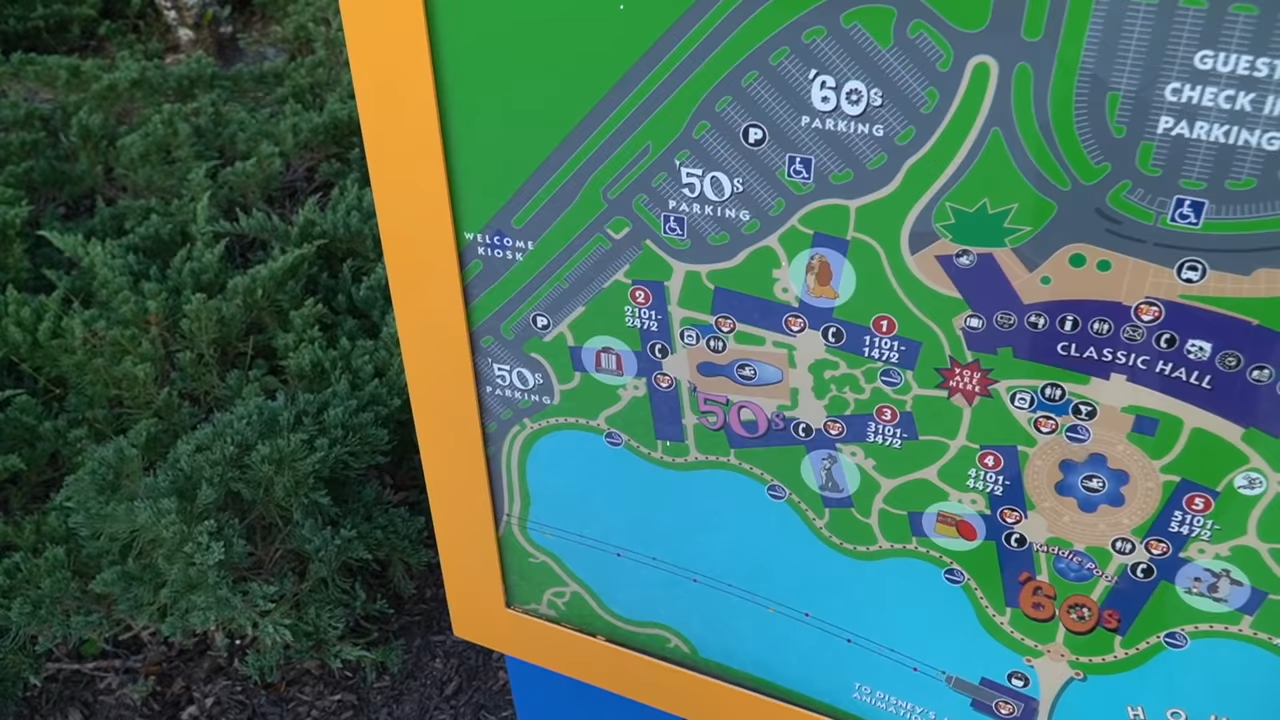 '60s
PARKING
P
'50s
PARKING
GUEST
CHECK I
PARKING
WELCOME
KIOSK
P
2
2101-
2472
1
1101-
1472
'50s
PARKING
CLASSIC HALL
YOU
ARE
HERE
'50s
3
3101-
3472
4
4101-
4472
5
5101-
5472
Kiddie Pool
'60s
TO DISNEY'S
ANIMATION
H O